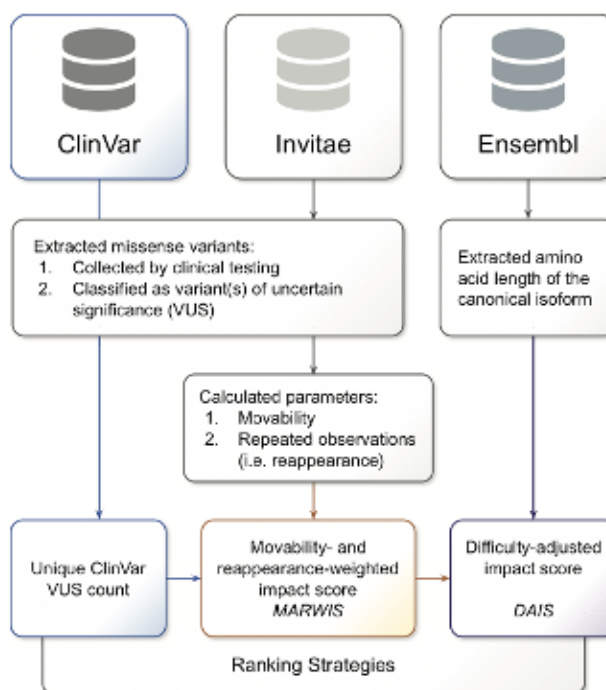 ClinVar
Invitae
Ensembl
Extracted missense variants:
1. Collected by clinical testing
2. Classified as variant(s) of uncertain
significance (VUS)
Extracted amino
acid length of the
canonical isoform
Calculated parameters:
1. Movability
2. Repeated observations
(i.e. reappearance)
Unique ClinVar
VUS count
Movability- and
reappearance-weighted
impact score
MARWIS
Difficulty-adjusted
impact score
DAIS
Ranking Strategies